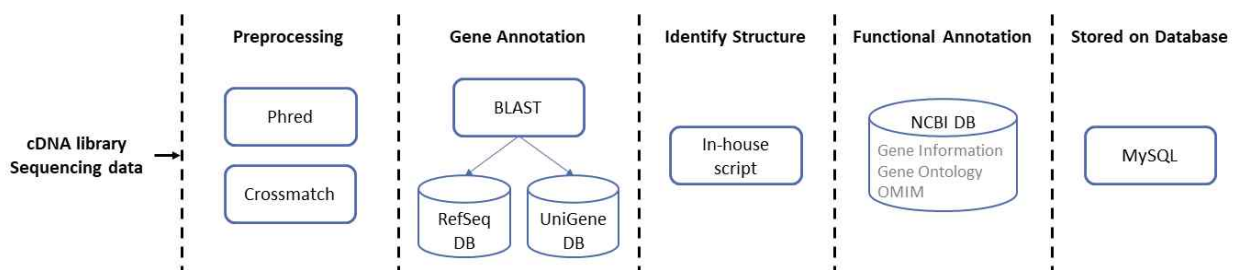 Preprocessing
Gene Annotation
Identify Structure
Functional Annotation
Stored on Database
cDNA library
Sequencing data
Phred
Crossmatch
BLAST
RefSeq
DB
UniGene
DB
In-house
script
NCBI DB
Gene Information
Gene Ontology
OMIM
MySQL